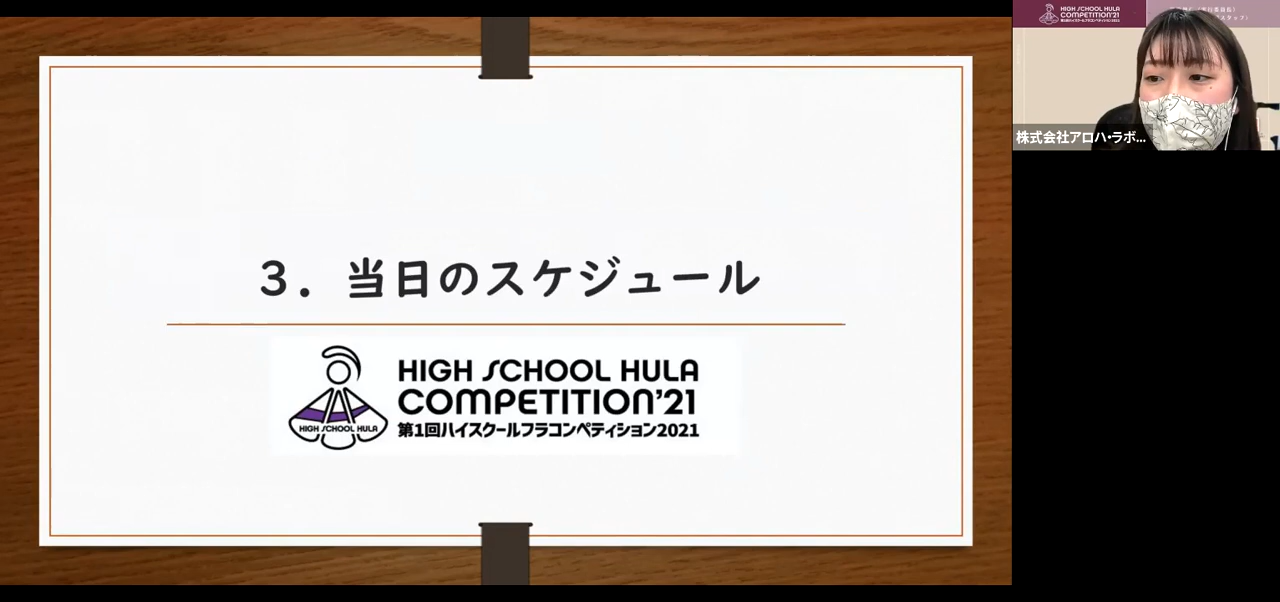 3. 当日のスケジュール
HIGH SCHOOL HULA
HIGH SCHOOL HULA
COMPETITION'21
第1回ハイスクールフラコンペティション2021
HIGH SCHOOL HULA
COMPETITION'21
株式会社アロハ・ラボ...